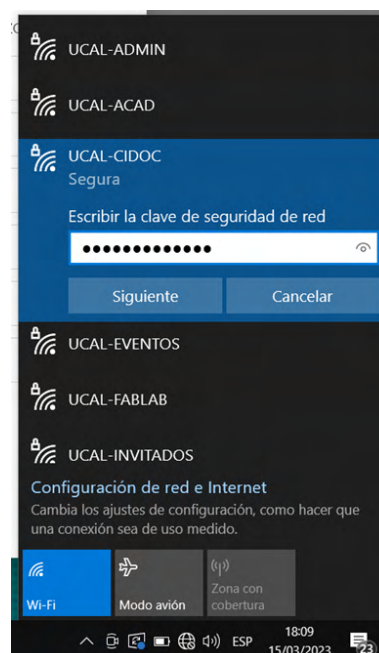 UCAL-ADMIN
UCAL-ACAD
UCAL-CIDOC
Segura
Escribir la clave de seguridad de red
●●●●●●●●●●●●●
Siguiente Cancelar
UCAL-EVENTOS
UCAL-FABLAB
UCAL-INVITADOS
Configuración de red e Internet
Cambia los ajustes de configuración, como hacer que
una conexión sea de uso medido.
Wi-Fi
Modo avión
Zona con
cobertura
ESP
18:09
15/03/2023
23